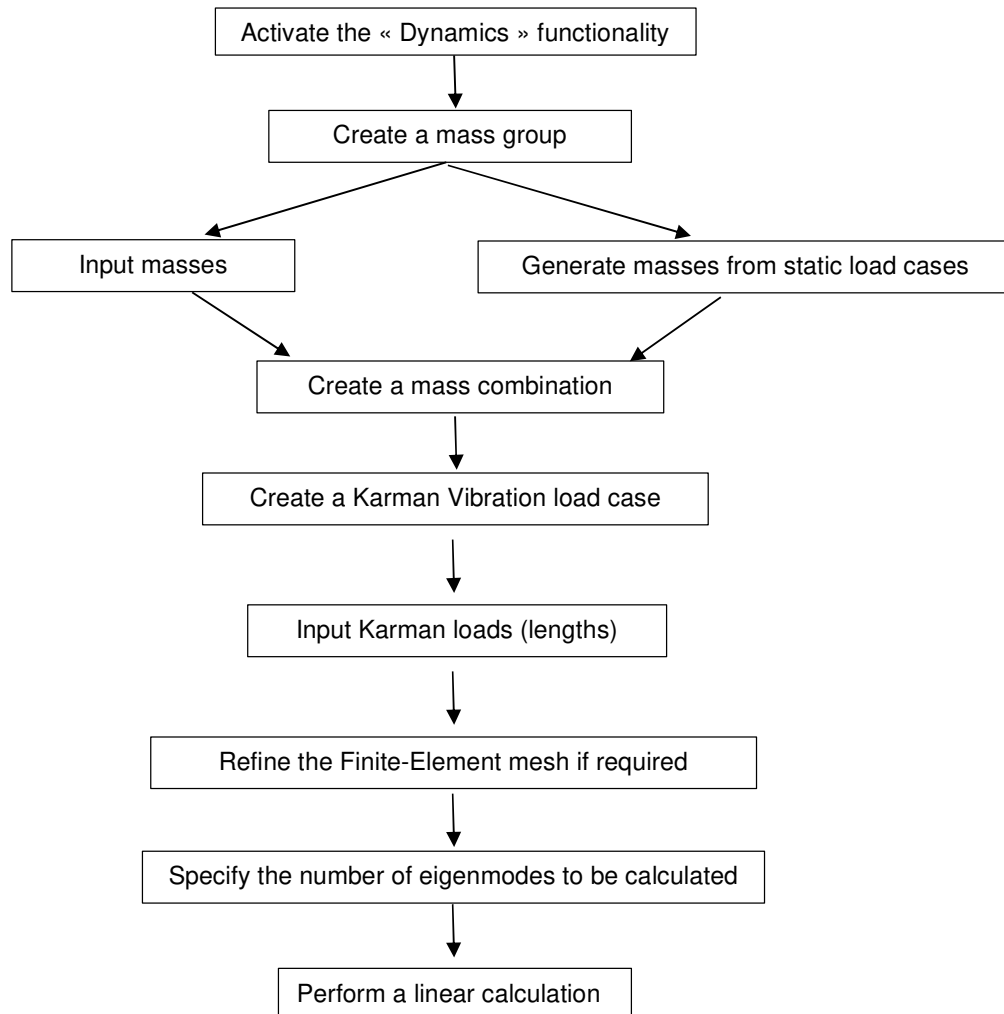 Activate the « Dynamics » functionality
Create a mass group
Input masses
Generate masses from static load cases
Create a mass combination
Create a Karman Vibration load case
Input Karman loads (lengths)
Refine the Finite-Element mesh if required
Specify the number of eigenmodes to be calculated
Perform a linear calculation